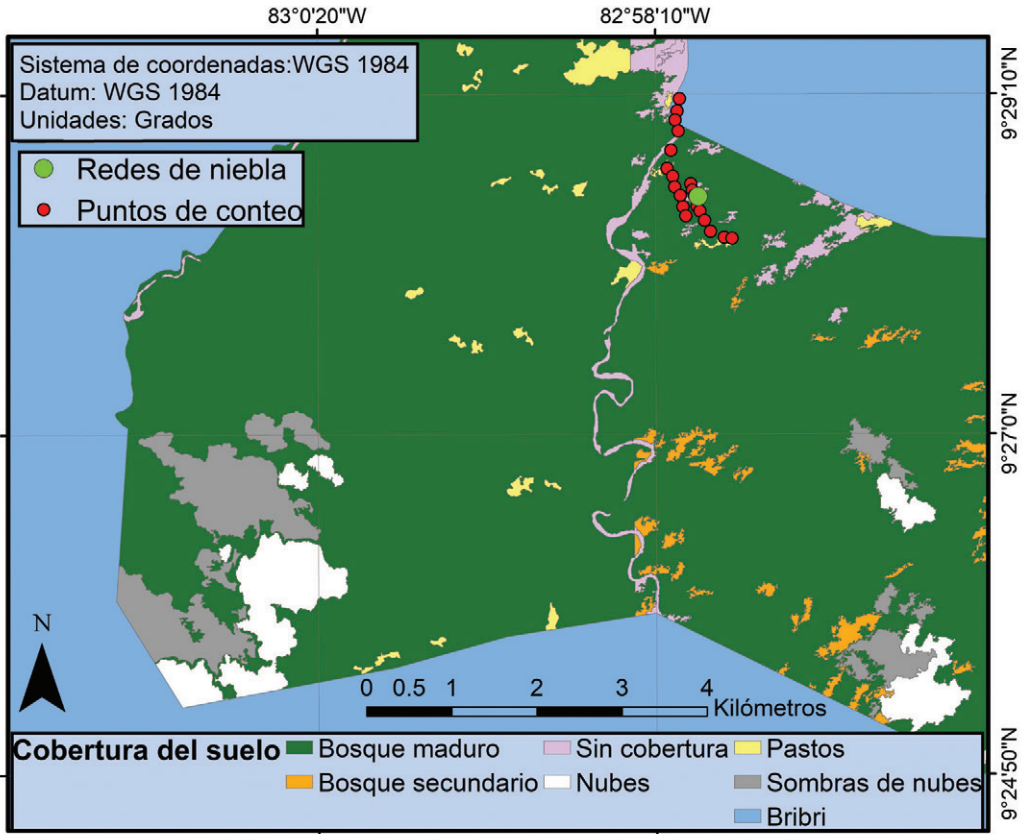 83°0'20"W
82°58'10"W
Sistema de coordenadas:WGS 1984
Datum: WGS 1984
Unidades: Grados
Redes de niebla
Puntos de conteo
9°29'10"N
9°27'0"N
9°24'50"N
N
0 0.5 1 2 3 4
Kilómetros
Cobertura del suelo
Bosque maduro
Sin cobertura
Pastos
Bosque secundario
Nubes
Sombras de nubes
Bribri